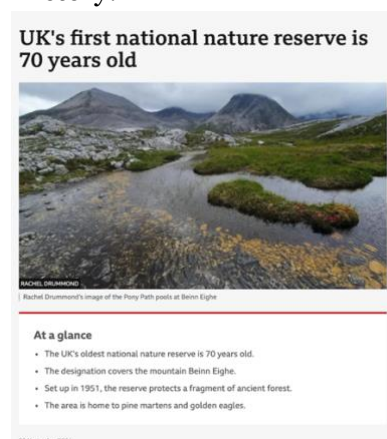 UK's first national nature reserve is
70 years old
RACHEL DRUMMOND
Rachel Drummond's image of the Pony Path pools at Beinn Eighe
At a glance
• The UK's oldest national nature reserve is 70 years old.
• The designation covers the mountain Beinn Eighe.
• Set up in 1951, the reserve protects a fragment of ancient forest.
• The area is home to pine martens and golden eagles.